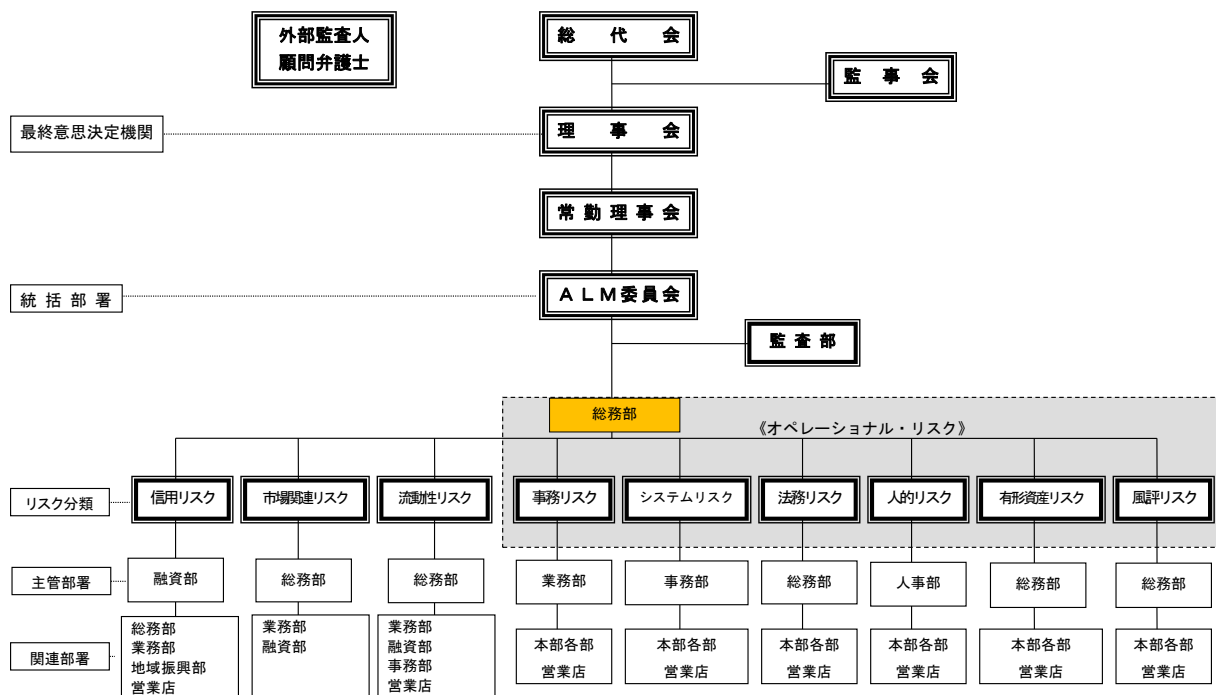 外部監査人
顧問弁護士
総 代 会
監 事 会
最終意思決定機関
理 事 会
常 勤 理 事 会
統 括 部 署
ＡＬＭ委員会
監 査 部
総務部
《オペレーショナル・リスク》
リスク分類
信用リスク
市場関連リスク
流動性リスク
事務リスク
システムリスク
法務リスク
人的リスク
有形資産リスク
風評リスク
主管部署
融資部
総務部
総務部
業務部
事務部
総務部
人事部
総務部
総務部
関連部署
総務部
業務部
地域振興部
営業店
業務部
融資部
業務部
融資部
事務部
営業店
本部各部
営業店
本部各部
営業店
本部各部
営業店
本部各部
営業店
本部各部
営業店
本部各部
営業店